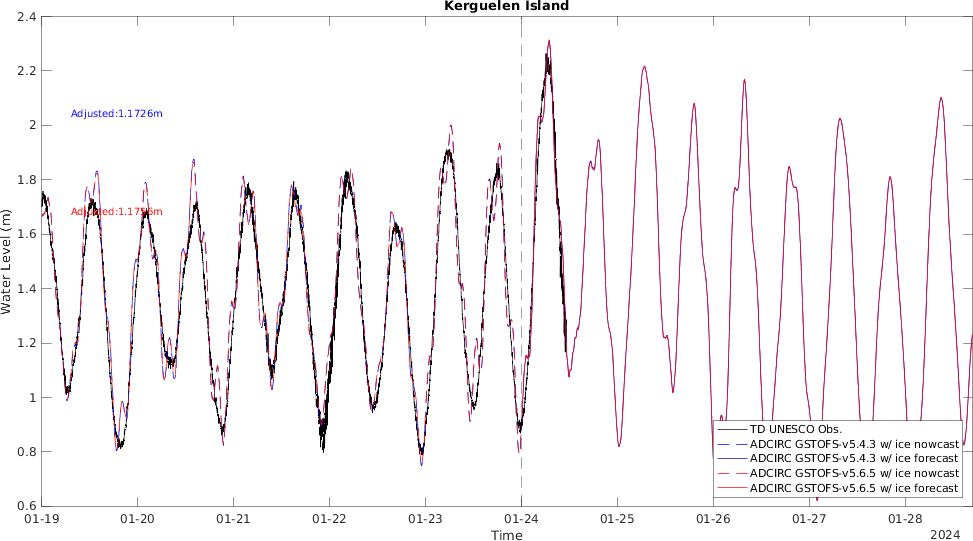 Kerguelen Island
2.4
2.2
2
1.8
1.6
1.4
1.2
1
0.8
0.6
Water Level (m)
Adjusted:1.1726m
Adjusted:1.1756m
TD UNESCO Obs.
ADCIRC GSTOFS-v5.4.3 w/ ice nowcast
ADCIRC GSTOFS-v5.4.3 w/ ice forecast
ADCIRC GSTOFS-v5.6.5 w/ ice nowcast
ADCIRC GSTOFS-v5.6.5 w/ ice forecast
01-19 01-20 01-21 01-22 01-23 01-24 01-25 01-26 01-27 01-28
Time
2024